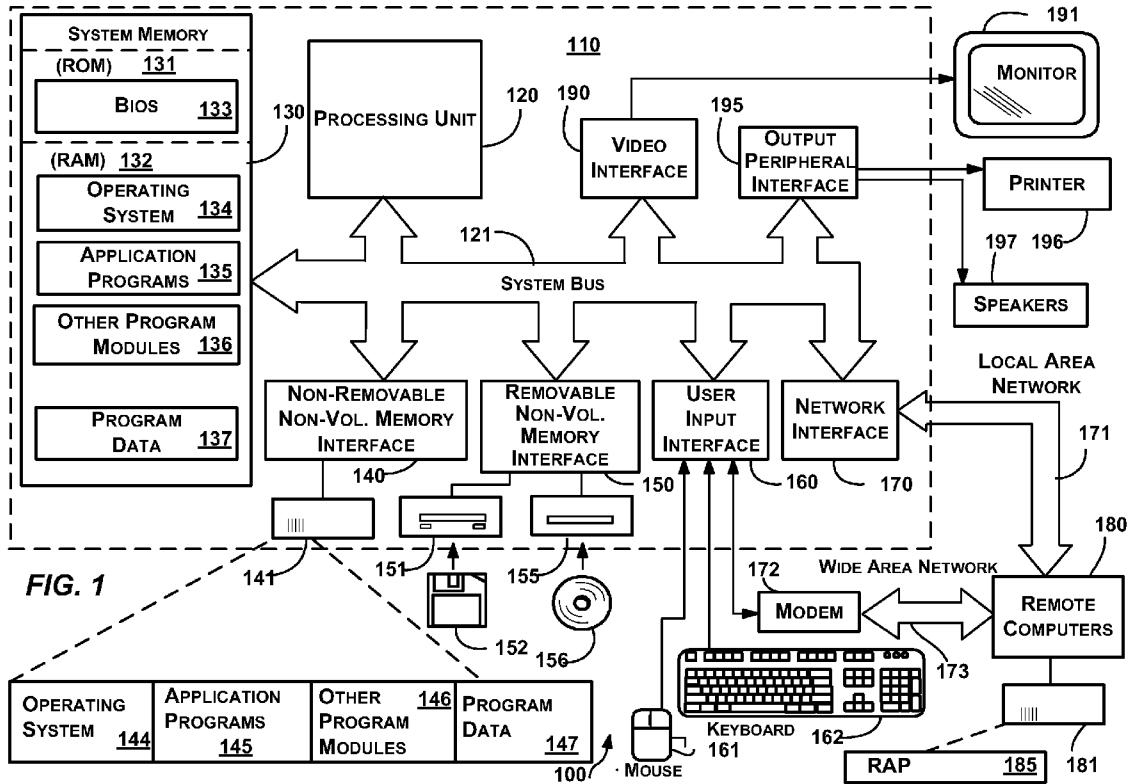 SYSTEM MEMORY
(ROM) 131
BIOS 133
(RAM) 132
OPERATING
SYSTEM 134
APPLICATION
PROGRAMS 135
OTHER PROGRAM
MODULES 136
PROGRAM
DATA 137
130
110
PROCESSING UNIT
120
190
VIDEO
INTERFACE
195
OUTPUT
PERIPHERAL
INTERFACE
191
MONITOR
PRINTER
196
197
SPEAKERS
121
SYSTEM BUS
NON-REMOVABLE
NON-VOL. MEMORY
INTERFACE
140
REMOVABLE
NON-VOL.
MEMORY
INTERFACE
150
USER
INPUT
INTERFACE
160
NETWORK
INTERFACE
170
LOCAL AREA
NETWORK
171
141
151
155
152
156
FIG. 1
172
MODEM
WIDE AREA NETWORK
173
180
REMOTE
COMPUTERS
OPERATING
SYSTEM 144
APPLICATION
PROGRAMS
145
OTHER
PROGRAM
MODULES
146
PROGRAM
DATA
147
100
MOUSE
161
KEYBOARD
162
RAP 185
181